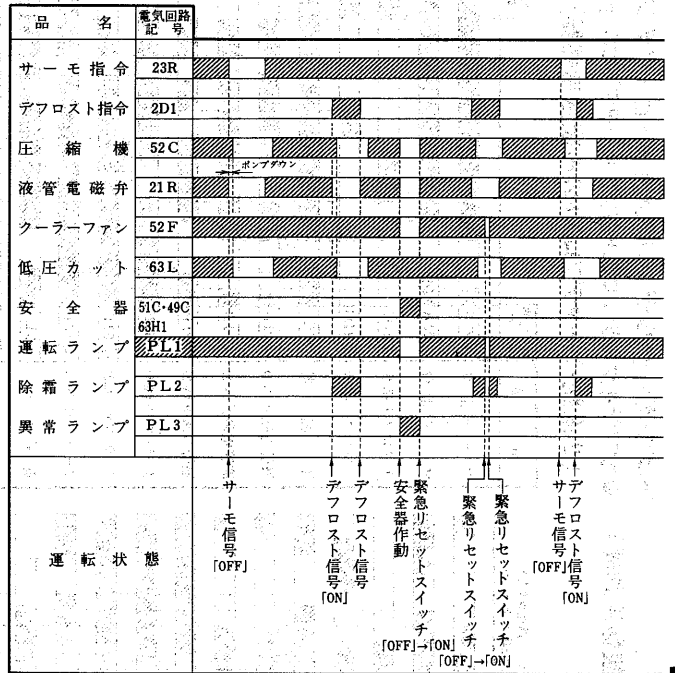 品名 電気回路記号
サーモ指令 23R
デフロスト指令 2D1
圧縮機 52C
ポンプダウン
液管電磁弁 21R
クーラーファン 52F
低圧カット 63L
安全器 51C・49C
63H1
運転ランプ PL1
除霜ランプ PL2
異常ランプ PL3
運転状態
サーモ信号「OFF」
デフロスト信号「ON」
デフロスト信号
安全器作動
緊急リセットスイッチ「OFF」→「ON」
緊急リセットスイッチ
緊急リセットスイッチ「OFF」→「ON」
サーモ信号「OFF」
デフロスト信号「ON」